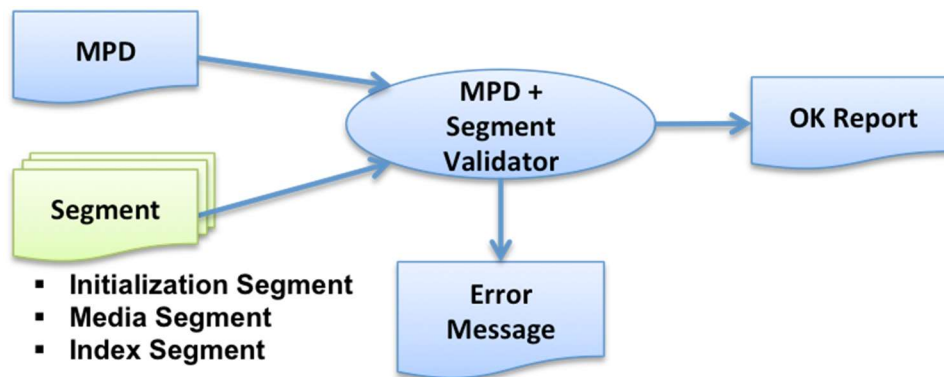 MPD
MPD +
Segment
Validator
OK Report
Segment
▪ Initialization Segment
▪ Media Segment
▪ Index Segment
Error
Message